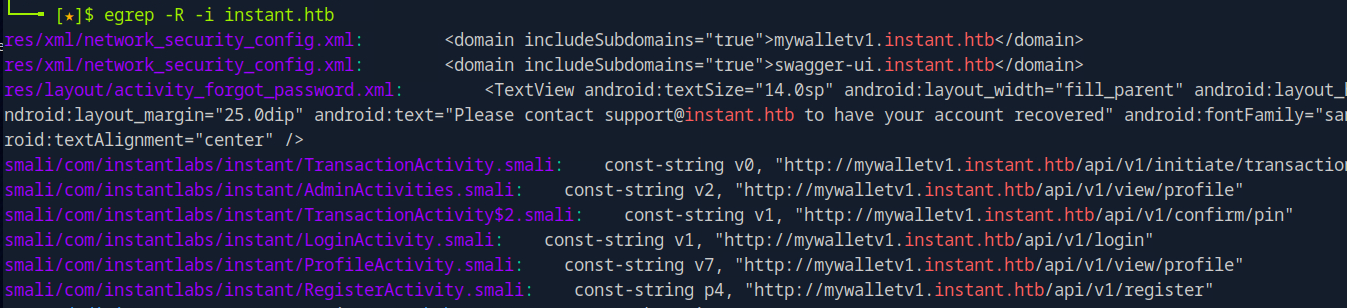 [★]$ egrep -R -i instant.htb
res/xml/network_security_config.xml: <domain includeSubdomains="true">mywalletv1.instant.htb</domain>
res/xml/network_security_config.xml: <domain includeSubdomains="true">swagger-ui.instant.htb</domain>
res/layout/activity_forgot_password.xml: <TextView android:textSize="14.0sp" android:layout_width="fill_parent" android:layout_
ndroid:layout_margin="25.0dip" android:text="Please contact support@instant.htb to have your account recovered" android:fontFamily="sa
roid:textAlignment="center" />
smali/com/instantlabs/instant/TransactionActivity.smali: const-string v0, "http://mywalletv1.instant.htb/api/v1/initiate/transaction
smali/com/instantlabs/instant/AdminActivities.smali: const-string v2, "http://mywalletv1.instant.htb/api/v1/view/profile"
smali/com/instantlabs/instant/TransactionActivity$2.smali: const-string v1, "http://mywalletv1.instant.htb/api/v1/confirm/pin"
smali/com/instantlabs/instant/LoginActivity.smali: const-string v1, "http://mywalletv1.instant.htb/api/v1/login"
smali/com/instantlabs/instant/ProfileActivity.smali: const-string v7, "http://mywalletv1.instant.htb/api/v1/view/profile"
smali/com/instantlabs/instant/RegisterActivity.smali: const-string p4, "http://mywalletv1.instant.htb/api/v1/register"